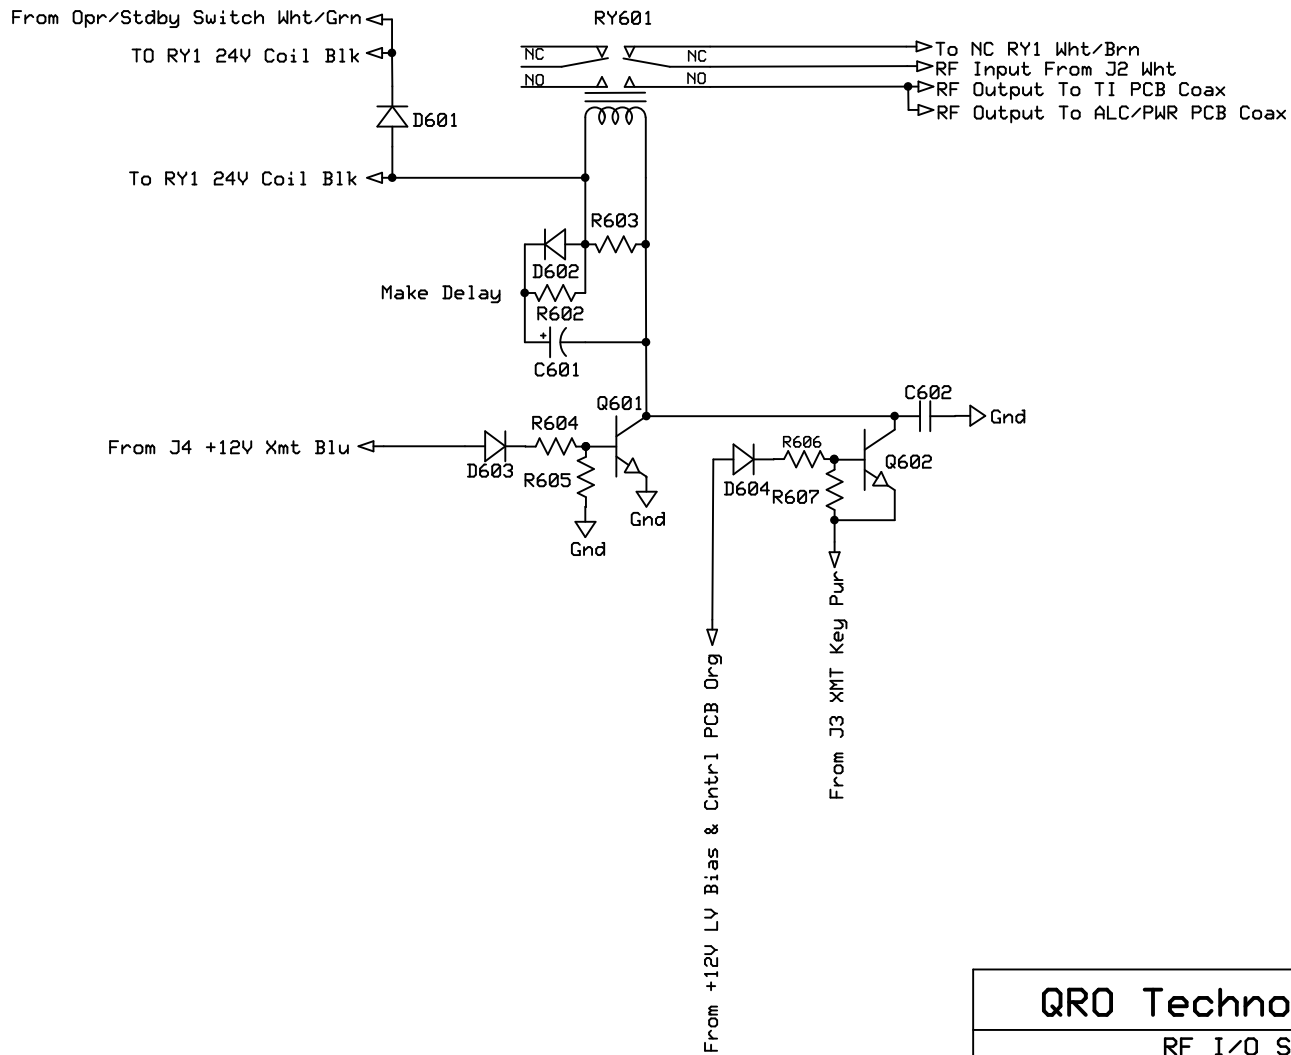 From Opr/Stdby Switch Wht/Grn
RY601
TO RY1 24V Coil Blk
NC
NC
To NC RY1 Wht/Brn
RF Input From J2 Wht
NO
NO
RF Output To TI PCB Coax
RF Output To ALC/PWR PCB Coax
D601
To RY1 24V Coil Blk
R603
D602
Make Delay
R602
+
C601
C602
Q601
Gnd
R604
R606
From J4 +12V Xmt Blu
D603
R605
Q602
D604
R607
Gnd
Gnd
From J3 XMT Key Pur
From +12V LV Bias & Cntrl PCB Org
QRO Techno
RF I/O S